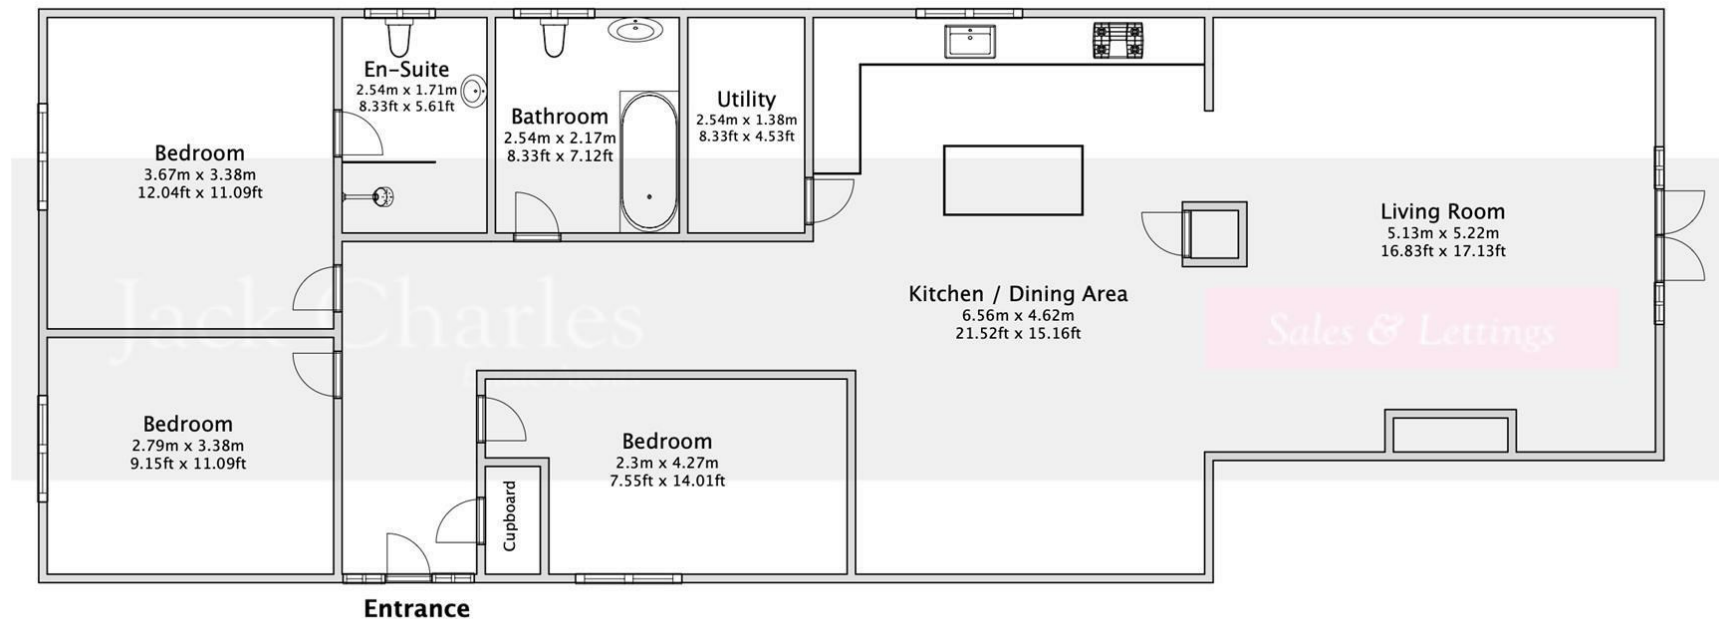 En-Suite
2.54m x 1.71m
8.33ft x 5.61ft
Bathroom
2.54m x 2.17m
8.33ft x 7.12ft
Utility
2.54m x 1.38m
8.33ft x 4.53ft
Bedroom
3.67m x 3.38m
12.04ft x 11.09ft
Living Room
5.13m x 5.22m
16.83ft x 17.13ft
Kitchen / Dining Area
6.56m x 4.62m
21.52ft x 15.16ft
Jack Charles
Sales & Lettings
Bedroom
2.79m x 3.38m
9.15ft x 11.09ft
Bedroom
2.3m x 4.27m
7.55ft x 14.01ft
Cupboard
Entrance